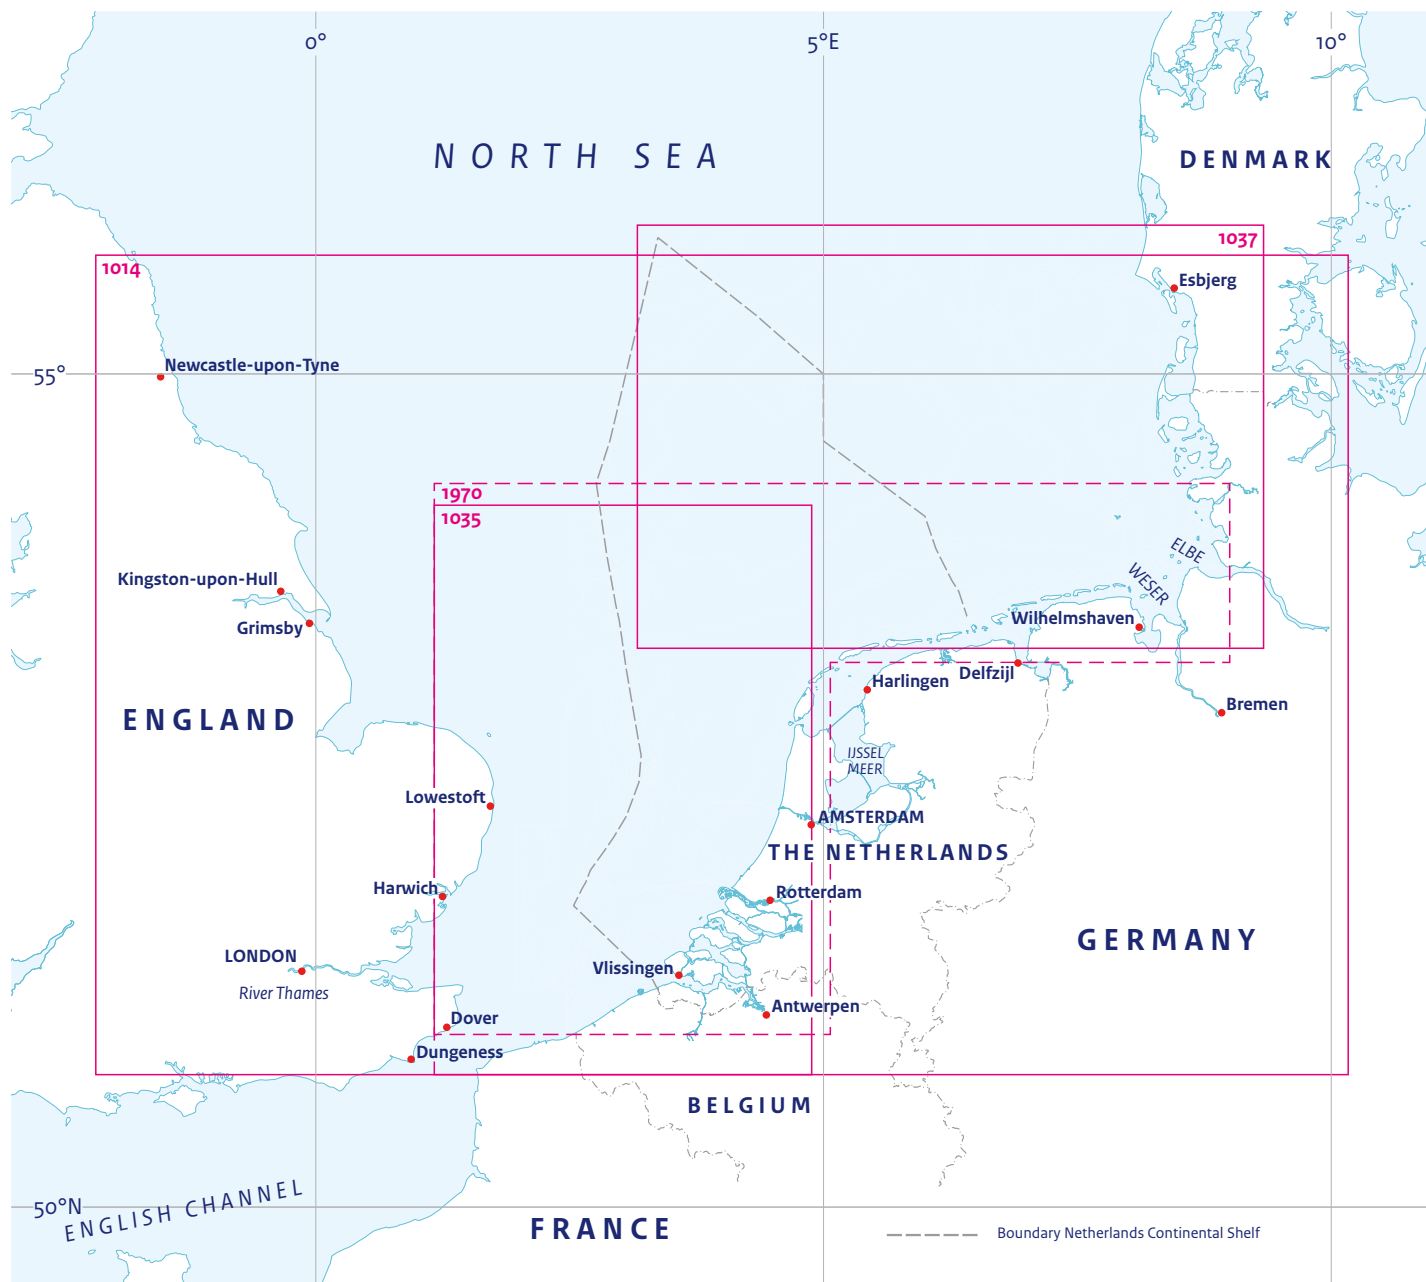 0°
5°E
10°
NORTH SEA
DENMARK
1037
1014
Esbjerg
Newcastle-upon-Tyne
55°
1970
1035
ELBE
WESER
Kingston-upon-Hull
Grimsby
Wilhelmshaven
Delfzijl
Harlingen
Bremen
ENGLAND
IJSSEL
MEER
Lowestoft
AMSTERDAM
THE NETHERLANDS
Harwich
Rotterdam
GERMANY
LONDON
River Thames
Vlissingen
Antwerpen
Dover
Dungeness
BELGIUM
50°N
ENGLISH CHANNEL
FRANCE
Boundary Netherlands Continental Shelf